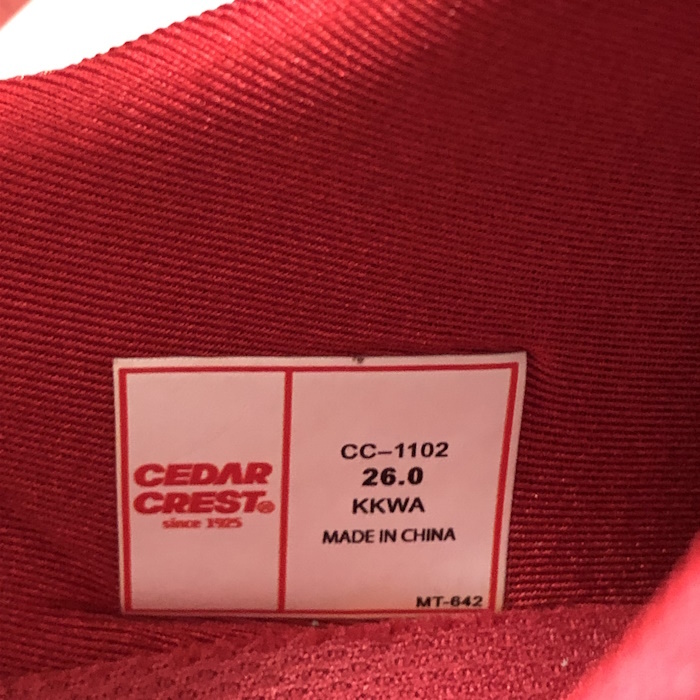 CEDAR
CREST®
since 1925
CC–1102
26.0
KKWA
MADE IN CHINA
MT-642